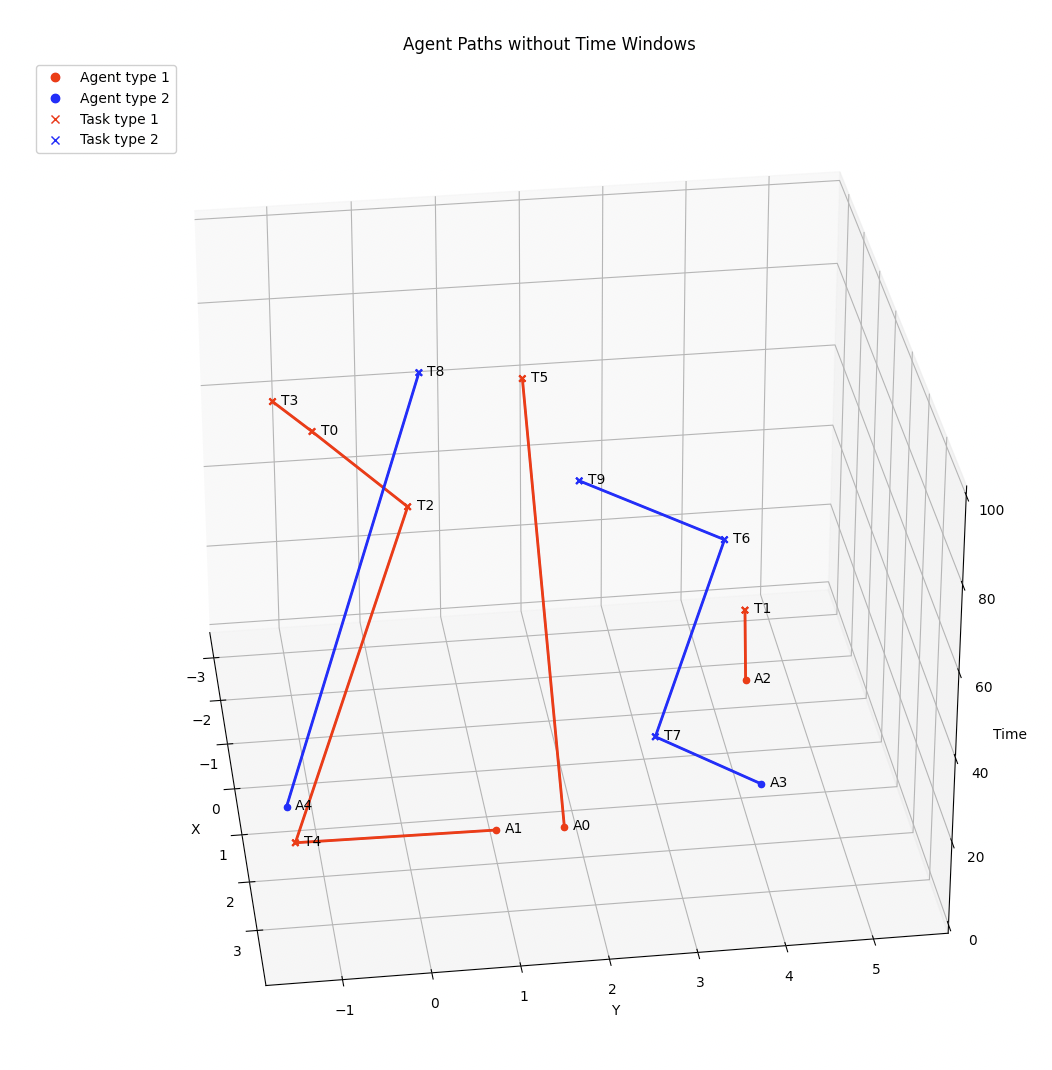 Agent Paths without Time Windows
Agent type 1
Agent type 2
Task type 1
Task type 2
T8
T5
T3
T0
T9
T2
T6
T1
A2
T7
A3
A4
A1
A0
T4
−3
−2
−1
0
1
2
3
X
−1
0
1
2
3
4
5
Y
100
80
60
40
20
0
Time